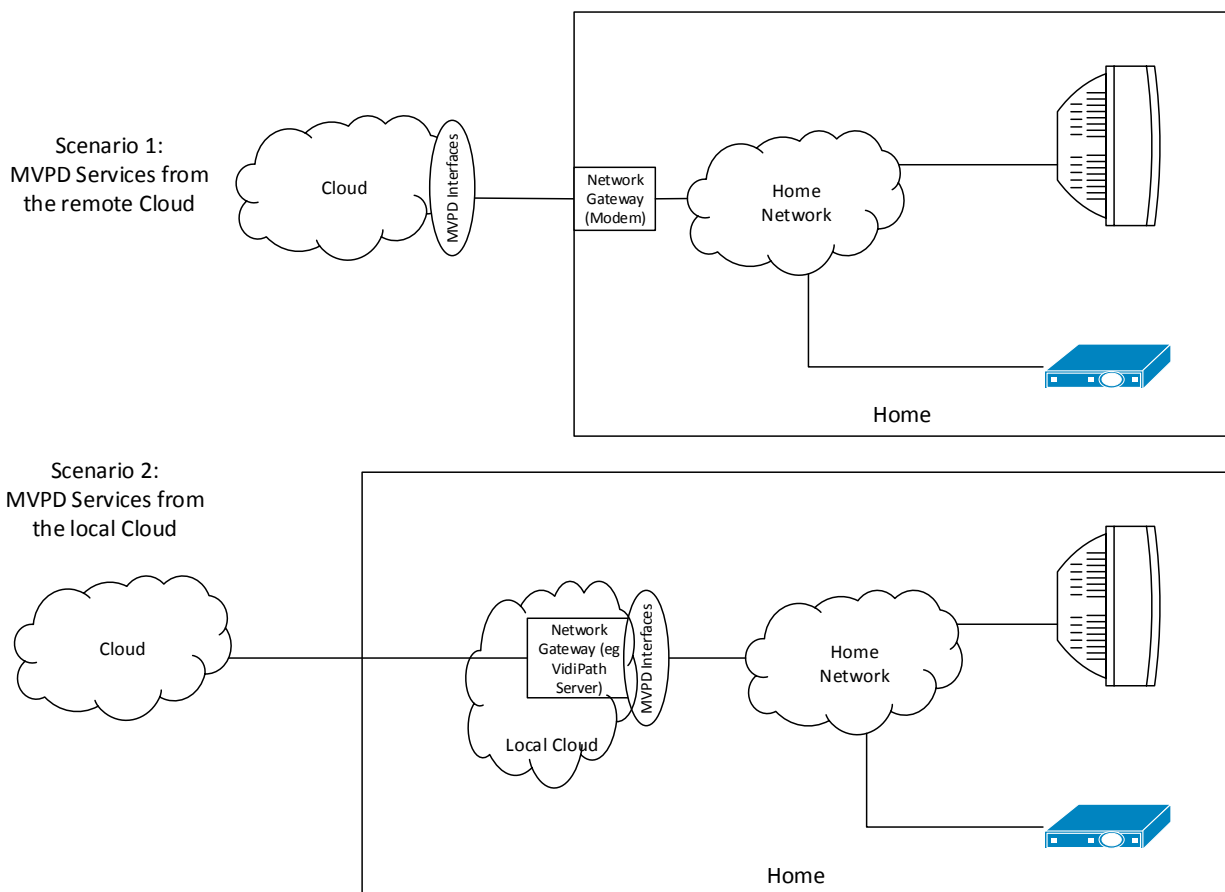 Scenario 1:
MVPD Services from
the remote Cloud
Cloud
MVPD Interfaces
Network
Gateway
(Modem)
Home
Network
Home
Scenario 2:
MVPD Services from
the local Cloud
Cloud
Network
Gateway (eg
VidiPath
Server)
MVPD Interfaces
Local Cloud
Home
Network
Home